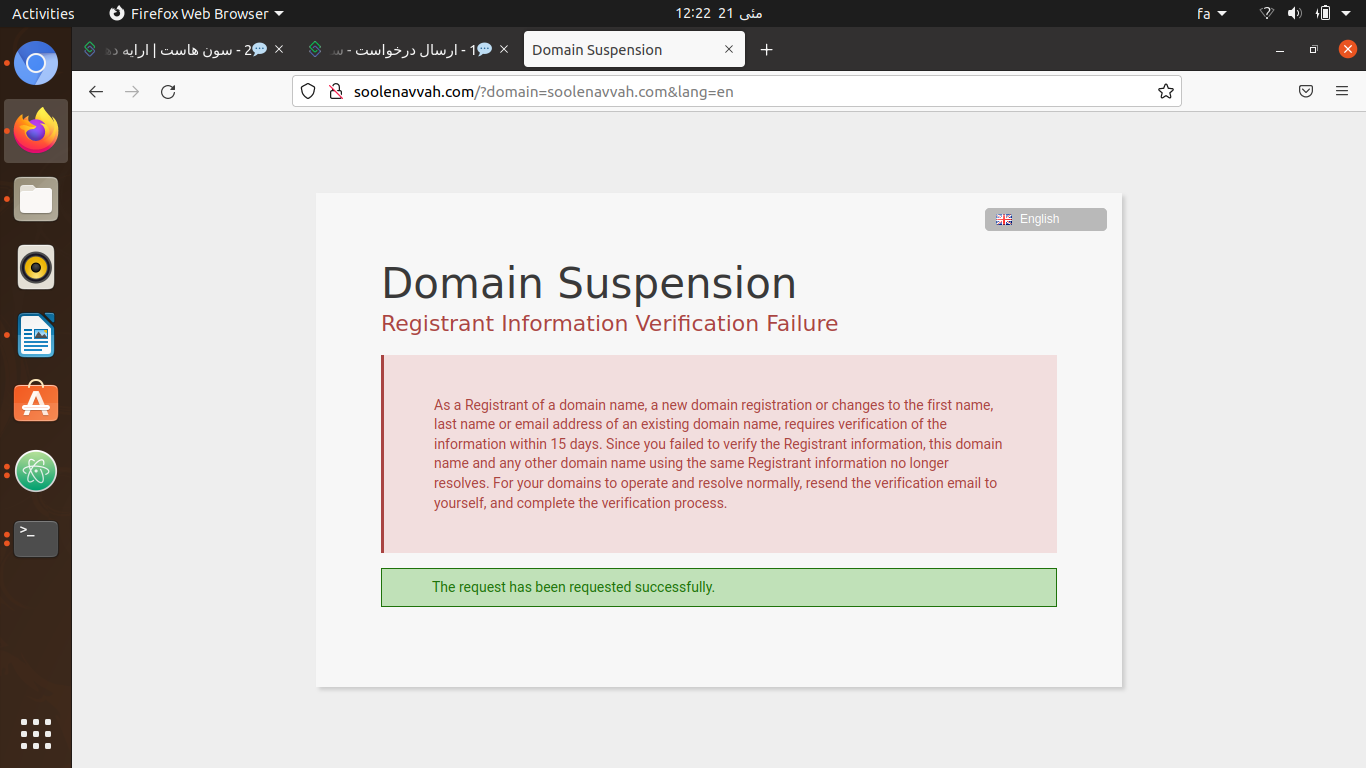 Activities
Firefox Web Browser
مئی 21 12:22
fa
2 - سون هاست | ارایه ده
1 - ارسال درخواست - س
Domain Suspension
soolenavvah.com/?domain=soolenavvah.com&lang=en
English
Domain Suspension
Registrant Information Verification Failure
As a Registrant of a domain name, a new domain registration or changes to the first name,
last name or email address of an existing domain name, requires verification of the
information within 15 days. Since you failed to verify the Registrant information, this domain
name and any other domain name using the same Registrant information no longer
resolves. For your domains to operate and resolve normally, resend the verification email to
yourself, and complete the verification process.
The request has been requested successfully.